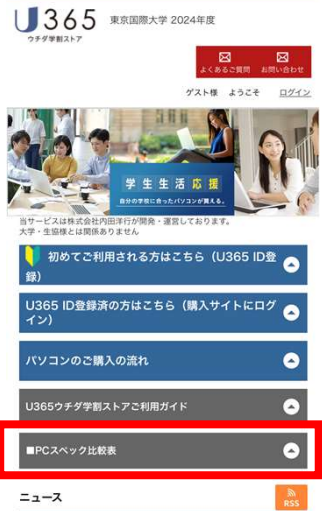 U365 東京国際大学 2024年度
ウチダ学割ストア
よくあるご質問 お問い合わせ
ゲスト様 ようこそ ログイン
学生生活応援
自分の学校に合ったパソコンが買える。
当サービスは株式会社内田洋行が開発・運営しております。
大学・生協様とは関係ありません
初めてご利用される方はこちら（U365 ID登
録）
U365 ID登録済の方はこちら（購入サイトにログ
イン）
パソコンのご購入の流れ
U365ウチダ学割ストアご利用ガイド
■PCスペック比較表
ニュース
RSS